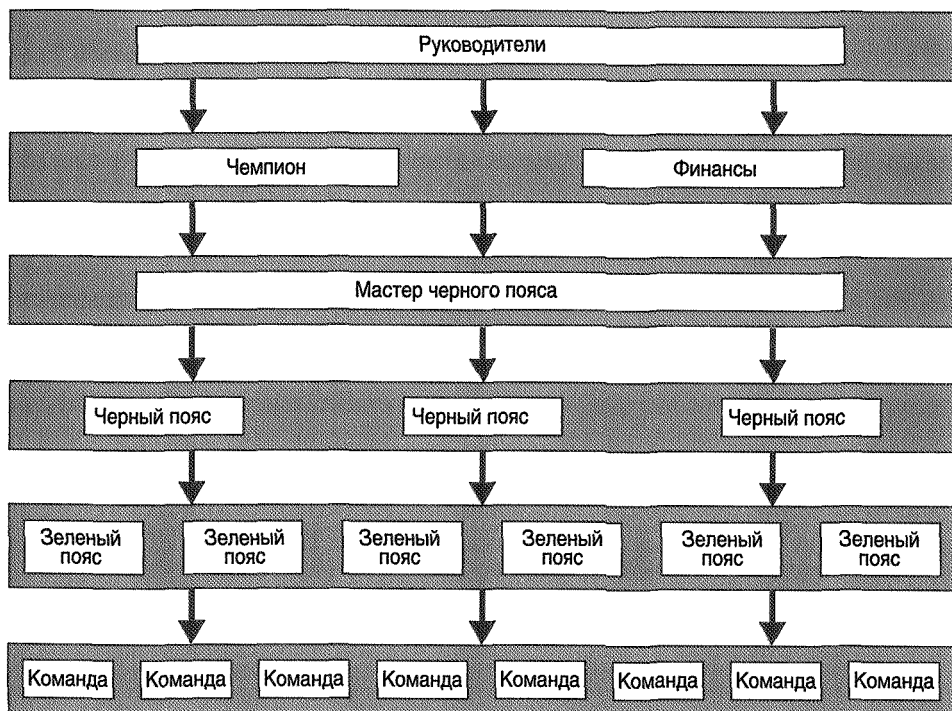 Руководители
Чемпион
Финансы
Мастер черного пояса
Черный пояс
Черный пояс
Черный пояс
Зеленый
пояс
Зеленый
пояс
Зеленый
пояс
Зеленый
пояс
Зеленый
пояс
Зеленый
пояс
Команда
Команда
Команда
Команда
Команда
Команда
Команда
Команда